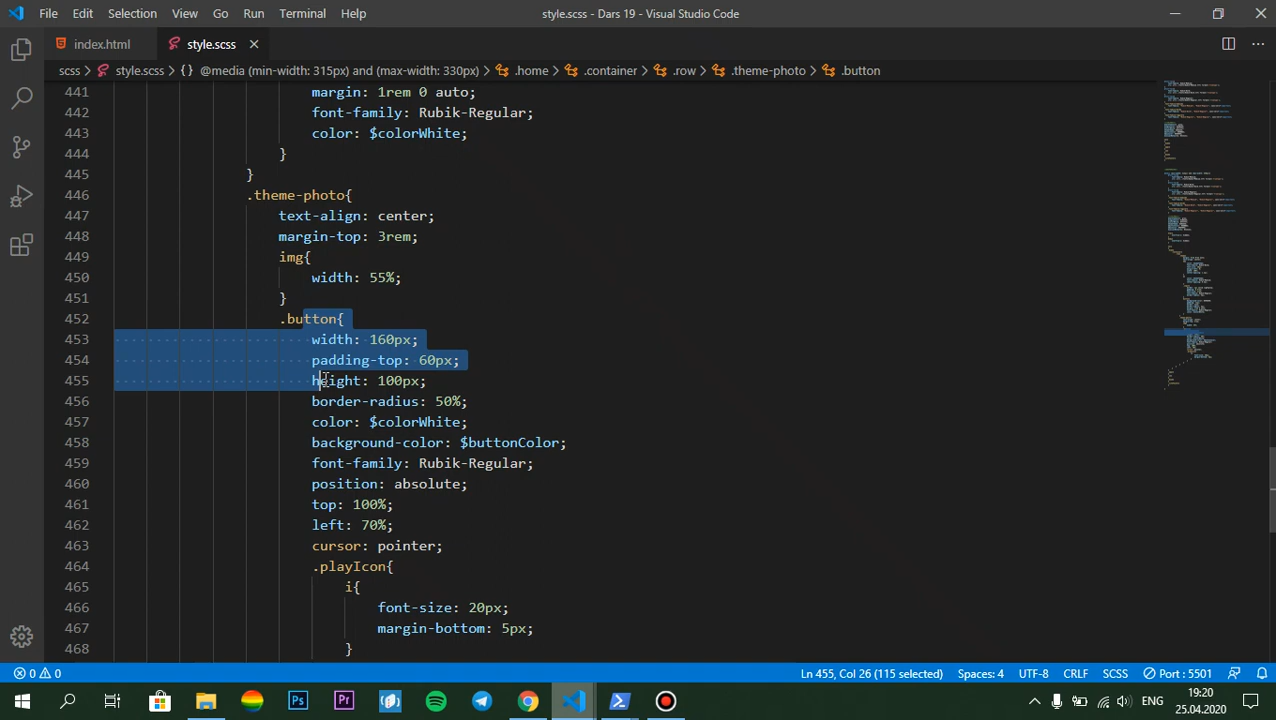 File Edit Selection View Go Run Terminal Help style.scss - Dars 19 - Visual Studio Code
index.html style.scss
scss > style.scss > {} @media (min-width: 315px) and (max-width: 330px) > .home > .container > .row > .theme-photo > .button
441 margin: 1rem 0 auto;
442 font-family: Rubik-Regular;
443 color: $colorWhite;
444 }
445 }
446 .theme-photo{
447 text-align: center;
448 margin-top: 3rem;
449 img{
450 width: 55%;
451 }
452 .button{
453 width: 160px;
454 padding-top: 60px;
455 height: 100px;
456 border-radius: 50%;
457 color: $colorWhite;
458 background-color: $buttonColor;
459 font-family: Rubik-Regular;
460 position: absolute;
461 top: 100%;
462 left: 70%;
463 cursor: pointer;
464 .playIcon{
465 i{
466 font-size: 20px;
467 margin-bottom: 5px;
468 }
0 0 Ln 455, Col 26 (115 selected) Spaces: 4 UTF-8 CRLF SCSS Port : 5501
Ps Pr ENG 19:20
25.04.2020